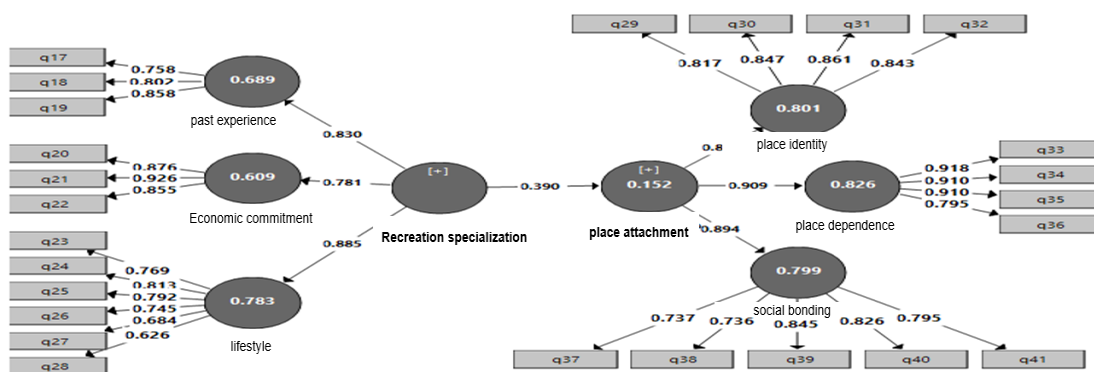 q29
q30
q31
q32
q17
q18
q19
0.758
0.802
0.858
0.689
past experience
0.830
0.817
0.847
0.861
0.843
0.801
place identity
0.8
q20
q21
q22
0.876
0.926
0.855
0.609
Economic commitment
0.781
[+]
Recreation specialization
0.390
[+]
0.152
place attachment
0.909
0.826
place dependence
0.918
0.910
0.910
0.795
q33
q34
q35
q36
q23
q24
q25
q26
q27
q28
0.769
0.813
0.792
0.745
0.684
0.626
0.783
lifestyle
0.885
0.894
0.799
social bonding
0.737
0.736
0.845
0.826
0.795
q37
q38
q39
q40
q41